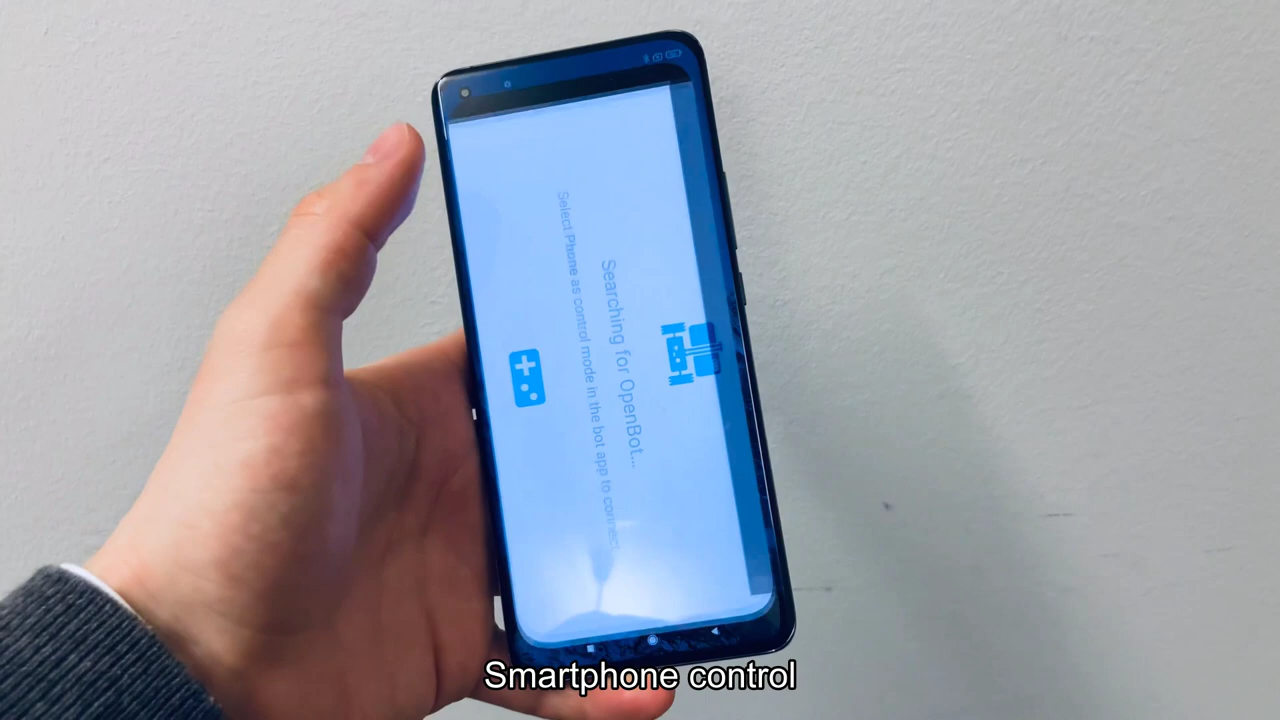 Searching for OpenBot...
Select Phone as control mode in the bot app to connect
Smartphone control